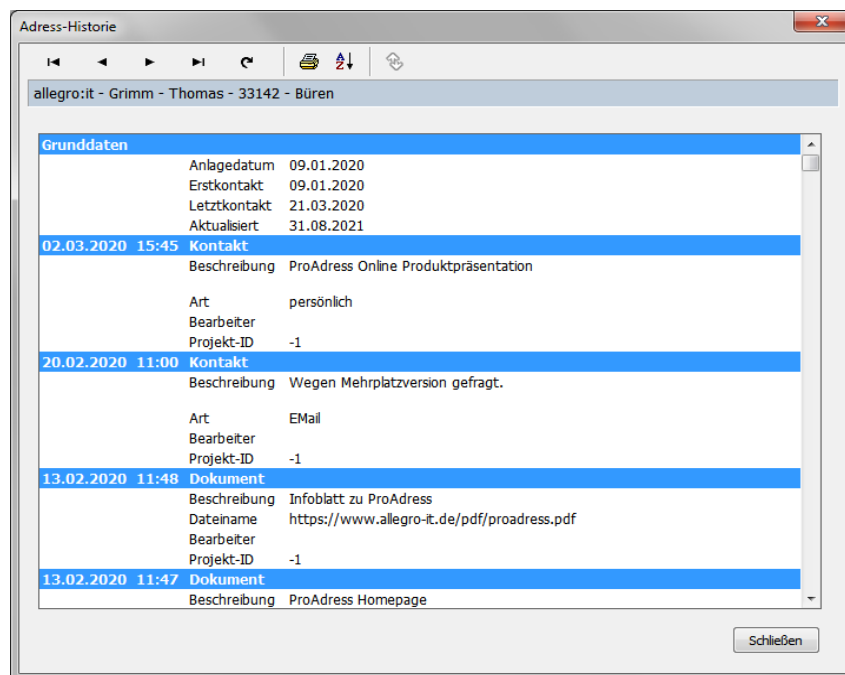 Adress-Historie
allegro:it - Grimm - Thomas - 33142 - Büren
Grunddaten
Anlagedatum 09.01.2020
Erstkontakt 09.01.2020
Letztkontakt 21.03.2020
Aktualisiert 31.08.2021
02.03.2020 15:45 Kontakt
Beschreibung ProAdress Online Produktpräsentation
Art persönlich
Bearbeiter
Projekt-ID -1
20.02.2020 11:00 Kontakt
Beschreibung Wegen Mehrplatzversion gefragt.
Art EMail
Bearbeiter
Projekt-ID -1
13.02.2020 11:48 Dokument
Beschreibung Infoblatt zu ProAdress
Dateiname https://www.allegro-it.de/pdf/proadress.pdf
Bearbeiter
Projekt-ID -1
13.02.2020 11:47 Dokument
Beschreibung ProAdress Homepage
Schließen